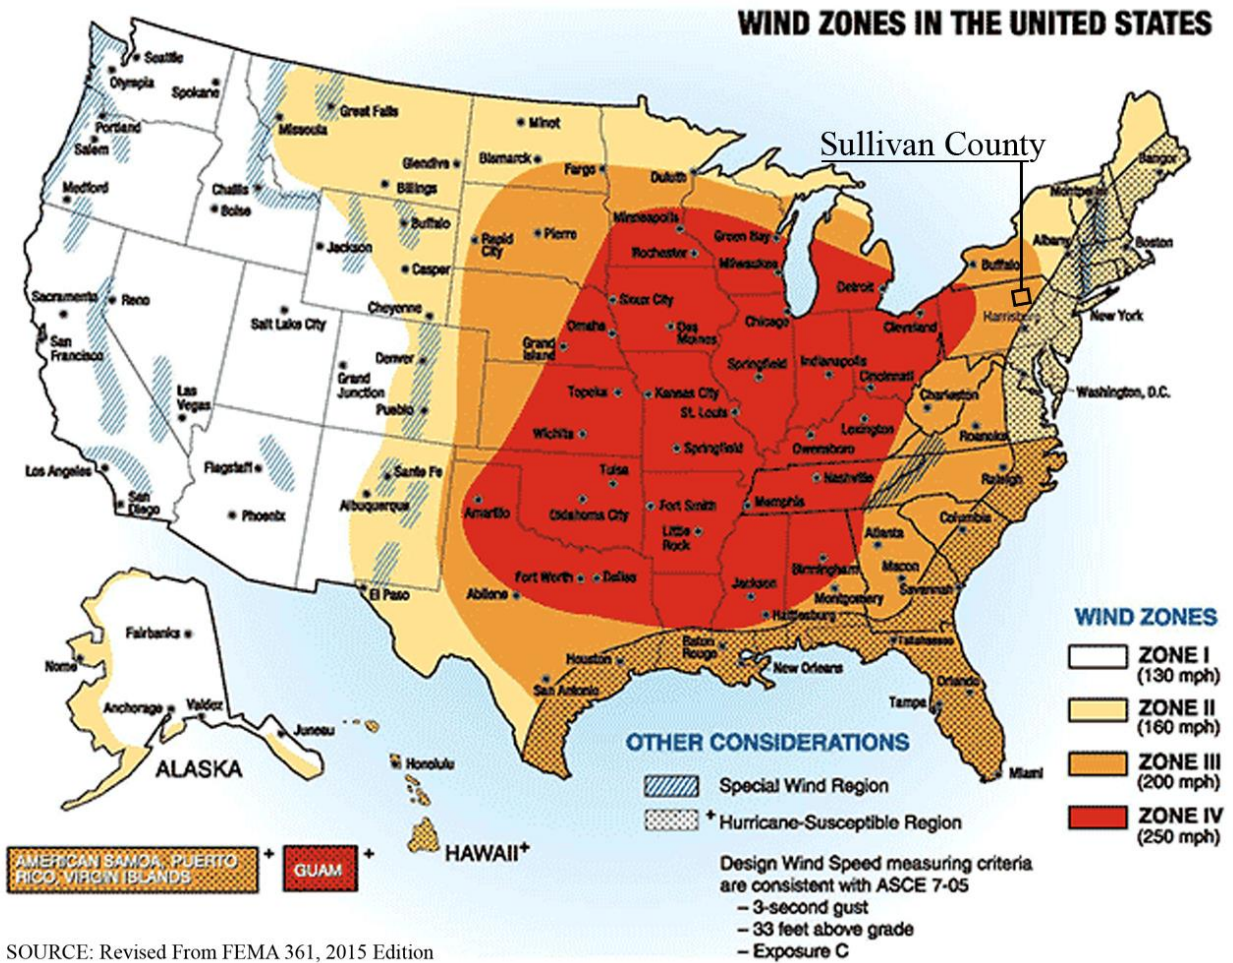 WIND ZONES IN THE UNITED STATES
Sullivan County
Seattle
Olympia
Spokane
Portland
Salem
Medford
Missoula
Great Falls
Glendive
Billings
Challis
Boise
Jackson
Buffalo
Casper
Cheyenne
Minot
Bismarck
Fargo
Duluth
Rapid
City
Pierre
Minneapolis
Rochester
Green Bay
Milwaukee
Detroit
Buffalo
Albany
Montpelier
Bangor
Boston
New York
Harrisburg
Washington, D.C.
Sacramento
San
Francisco
Reno
Salt Lake City
Las
Vegas
Los Angeles
San
Diego
Flagstaff
Phoenix
Grand
Junction
Denver
Pueblo
Santa Fe
Albuquerque
El Paso
Sioux City
Omaha
Grand
Island
Des
Moines
Chicago
Cleveland
Springfield
Indianapolis
Cincinnati
Topeka
Kansas City
St. Louis
Wichita
Springfield
Owensboro
Lexington
Charleston
Roanoke
Raleigh
Nashville
Memphis
Tulsa
Oklahoma City
Fort Smith
Little
Rock
Amarillo
Fort Worth
Dallas
Abilene
Jackson
Hattiesburg
Birmingham
Montgomery
Atlanta
Macon
Columbia
Savannah
Tallahassee
Houston
San Antonio
Baton
Rouge
New Orleans
Orlando
Tampa
Miami
Fairbanks
Nome
Anchorage
Valdez
Juneau
ALASKA
Honolulu
HAWAII+
AMERICAN SAMOA, PUERTO
RICO, VIRGIN ISLANDS
+
GUAM
+
WIND ZONES
ZONE I
(130 mph)
ZONE II
(160 mph)
ZONE III
(200 mph)
ZONE IV
(250 mph)
OTHER CONSIDERATIONS
Special Wind Region
+ Hurricane-Susceptible Region
Design Wind Speed measuring criteria
are consistent with ASCE 7-05
– 3-second gust
– 33 feet above grade
– Exposure C
SOURCE: Revised From FEMA 361, 2015 Edition